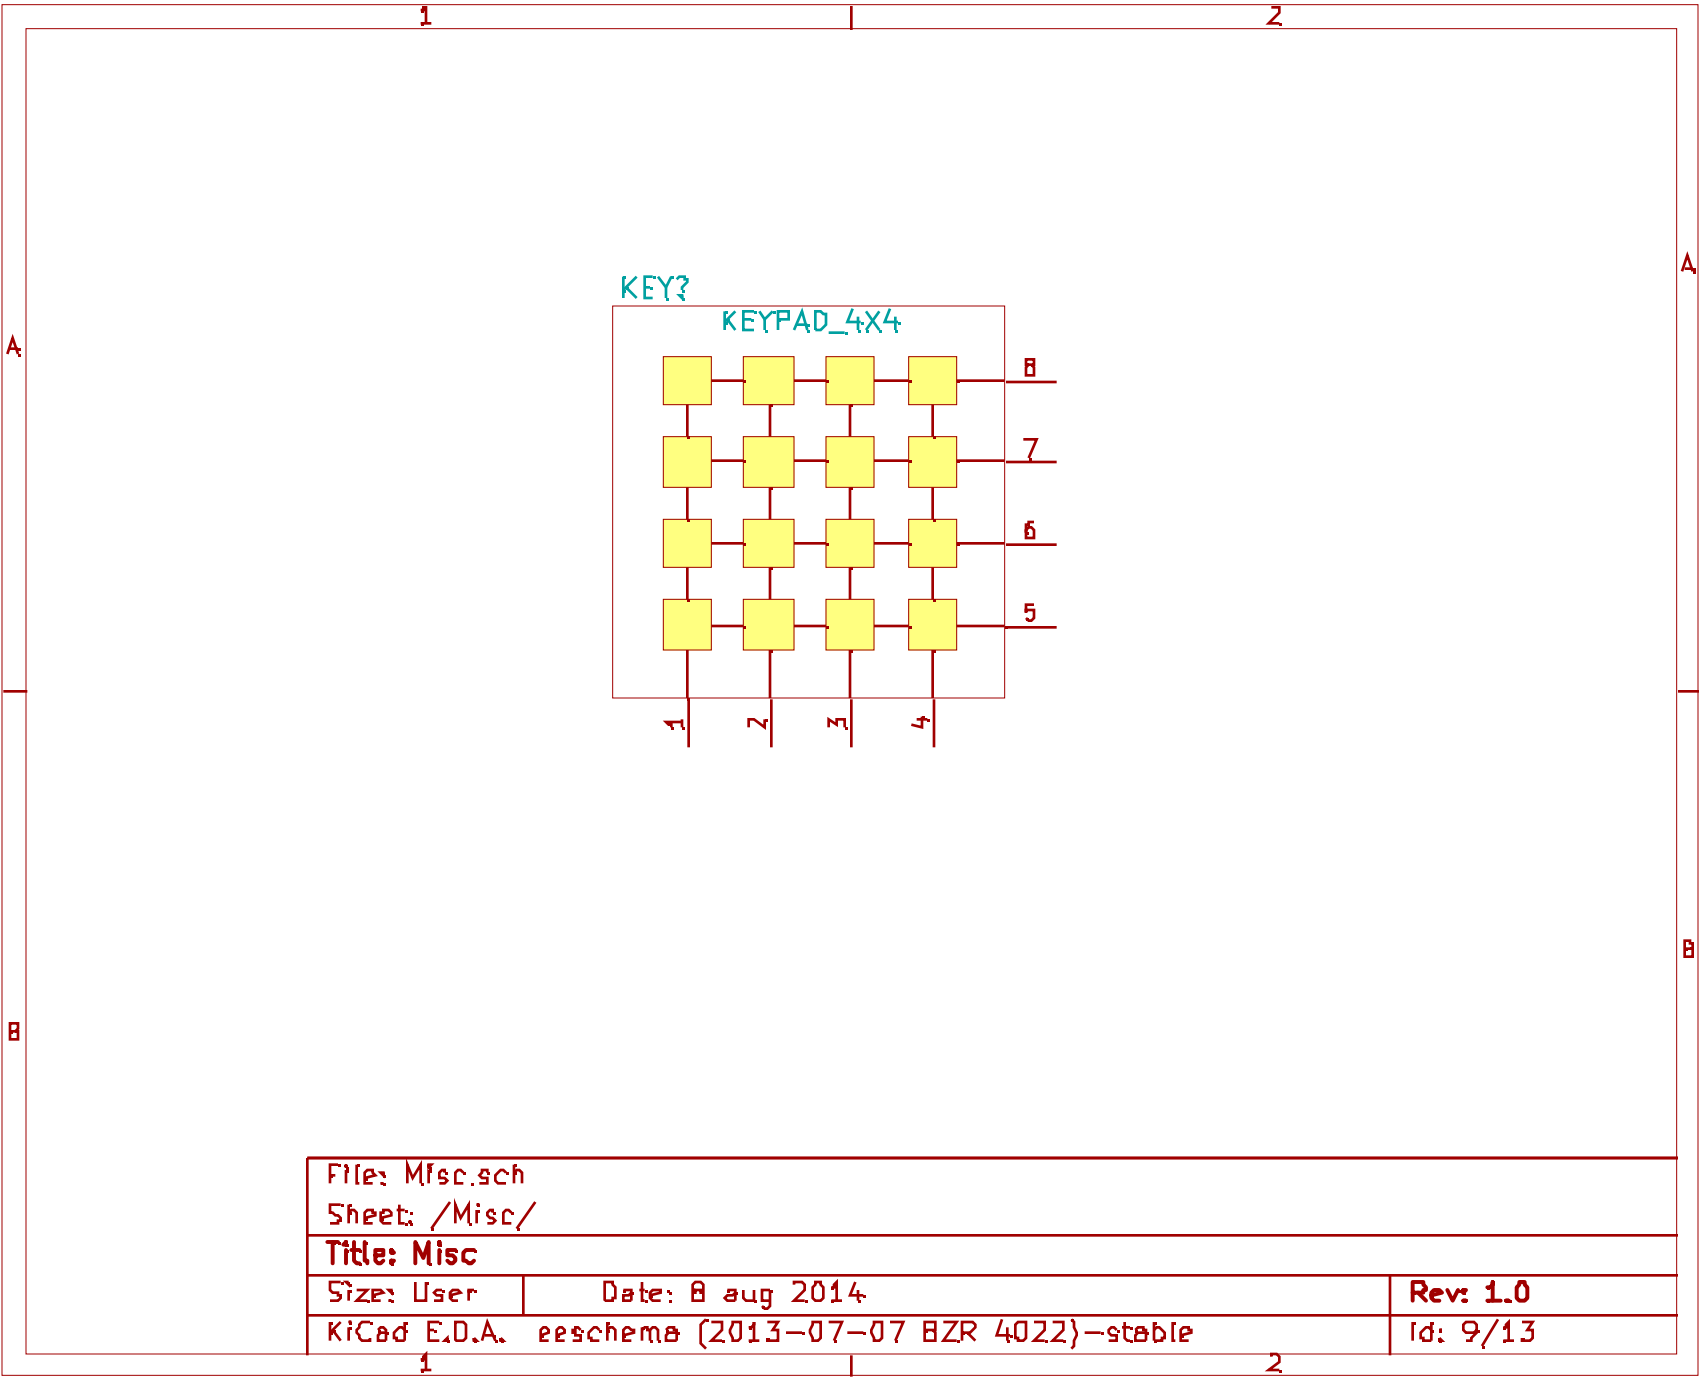 1 2
A
KEY?
KEYPAD_4X4
A
8
7
6
5
1 2 3 4
B
B
File: Misc.sch
Sheet: /Misc/
Title: Misc
Size: User Date: 8 aug 2014 Rev: 1.0
KiCad E.D.A. eeschema (2013-07-07 BZR 4022)-stable Id: 9/13
1 2